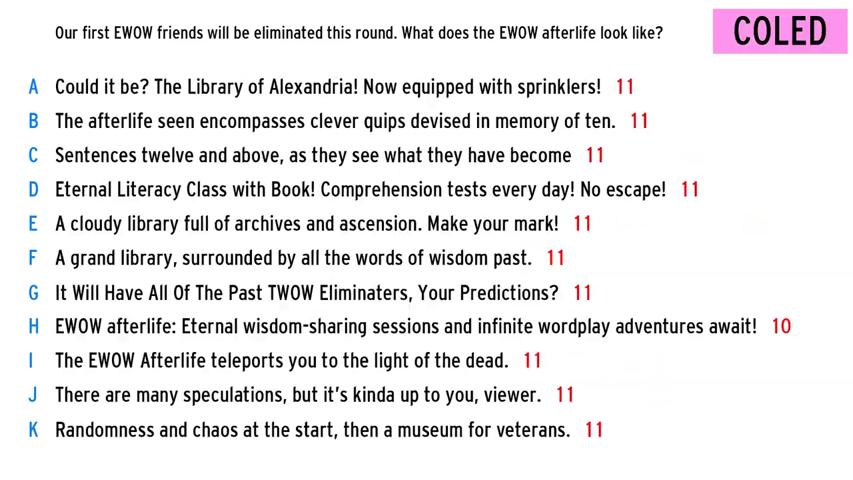 Our first EWOW friends will be eliminated this round. What does the EWOW afterlife look like?
COLED
A Could it be? The Library of Alexandria! Now equipped with sprinklers! 11
B The afterlife seen encompasses clever quips devised in memory of ten. 11
C Sentences twelve and above, as they see what they have become 11
D Eternal Literacy Class with Book! Comprehension tests every day! No escape! 11
E A cloudy library full of archives and ascension. Make your mark! 11
F A grand library, surrounded by all the words of wisdom past. 11
G It Will Have All Of The Past TWOW Eliminaters, Your Predictions? 11
H EWOW afterlife: Eternal wisdom-sharing sessions and infinite wordplay adventures await! 10
I The EWOW Afterlife teleports you to the light of the dead. 11
J There are many speculations, but it's kinda up to you, viewer. 11
K Randomness and chaos at the start, then a museum for veterans. 11